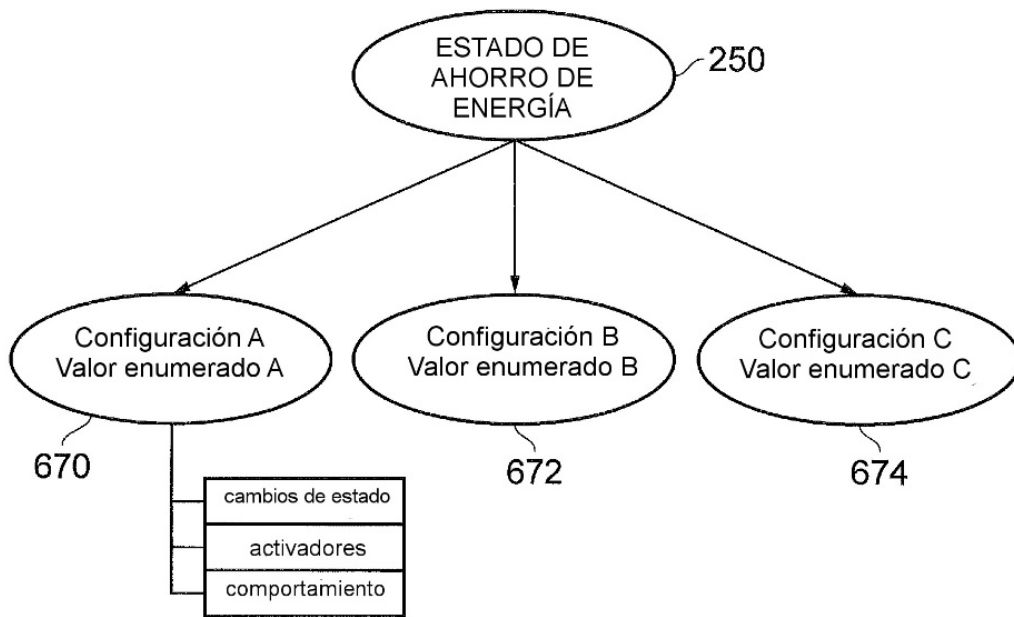 ESTADO DE
AHORRO DE
ENERGÍA
250
Configuración A
Valor enumerado A
Configuración B
Valor enumerado B
Configuración C
Valor enumerado C
670
672
674
cambios de estado
activadores
comportamiento